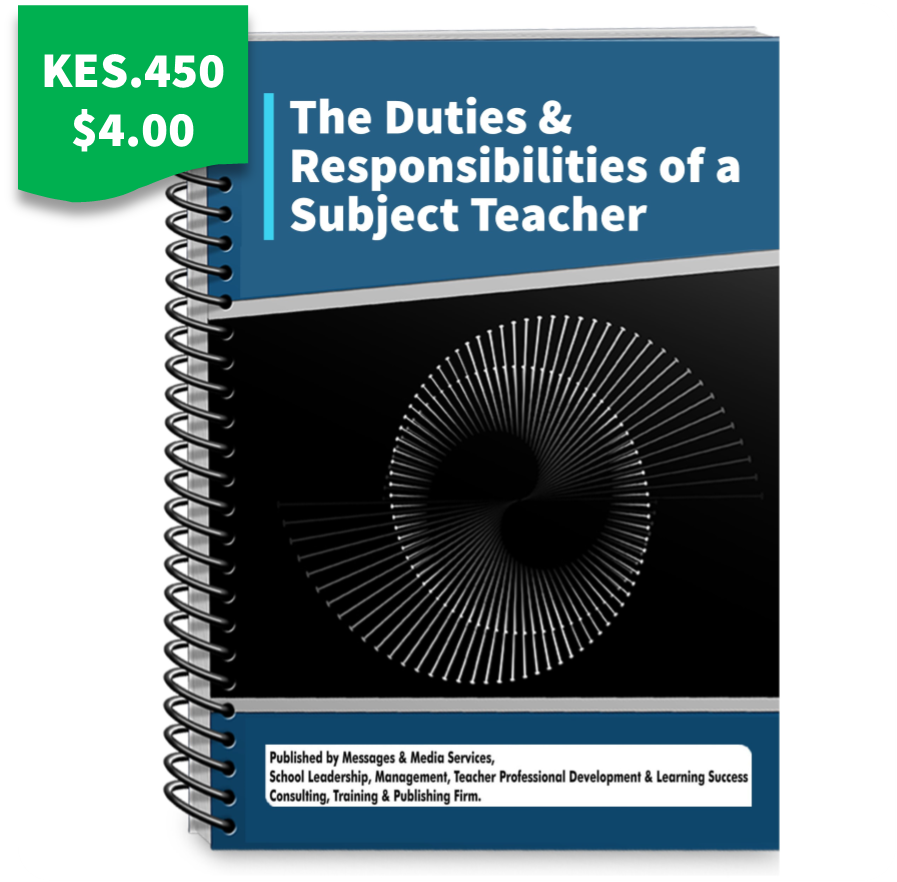 KES.450
$4.00
The Duties &
Responsibilities of a
Subject Teacher
Published by Messages & Media Services,
School Leadership, Management, Teacher Professional Development & Learning Success
Consulting, Training & Publishing Firm.